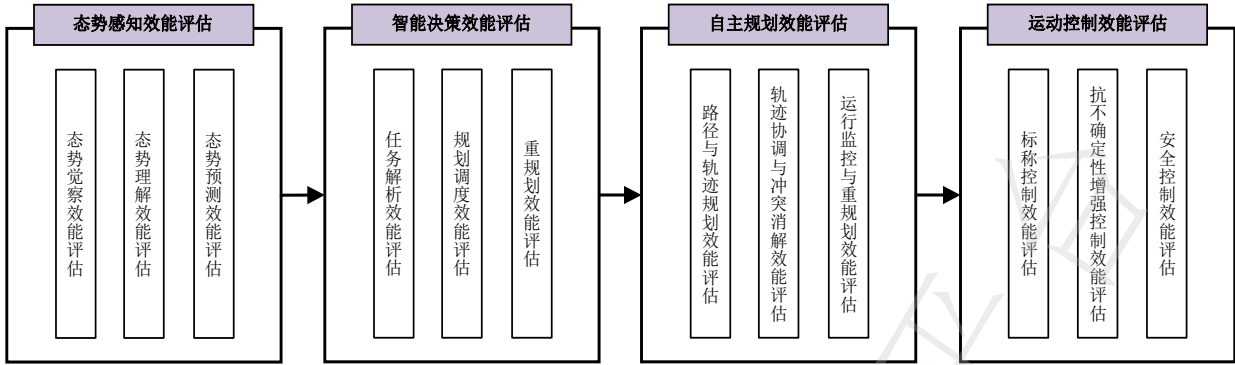 态势感知效能评估
态势觉察效能评估
态势理解效能评估
态势预测效能评估
智能决策效能评估
任务解析效能评估
规划调度效能评估
重规划效能评估
自主规划效能评估
路径与轨迹规划效能评估
轨迹协调与冲突消解效能评估
运行监控与重规划效能评估
运动控制效能评估
标称控制效能评估
抗不确定性增强控制效能评估
安全控制效能评估